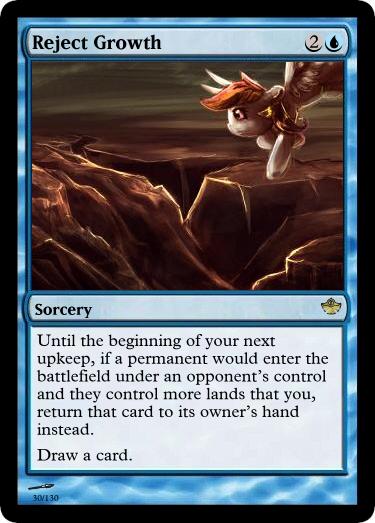 Reject Growth 2
Sorcery
Until the beginning of your next
upkeep, if a permanent would enter the
battlefield under an opponent's control
and they control more lands that you,
return that card to its owner's hand
instead.
Draw a card.
30/130